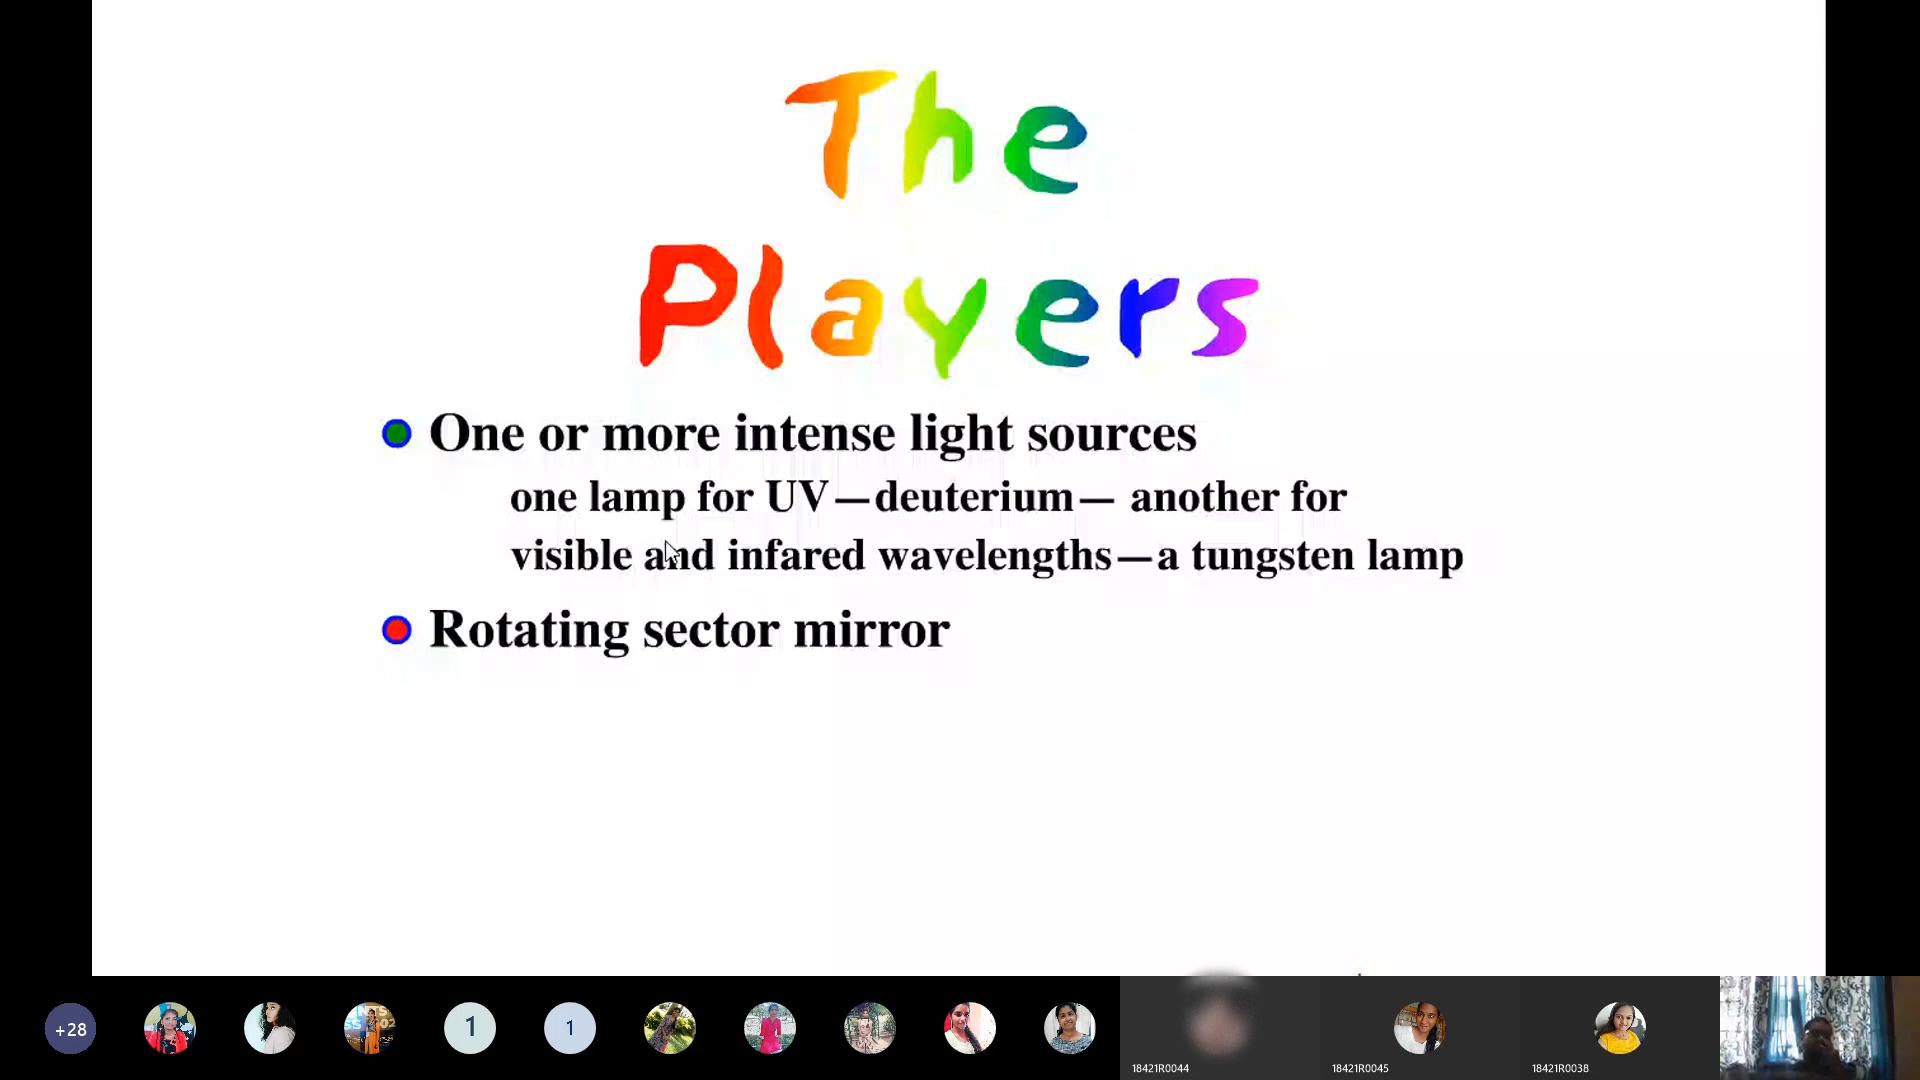 The
Players
One or more intense light sources
one lamp for UV—deuterium— another for
visible and infared wavelengths—a tungsten lamp
Rotating sector mirror
+28
1
1
18421R0044
18421R0045
18421R0038